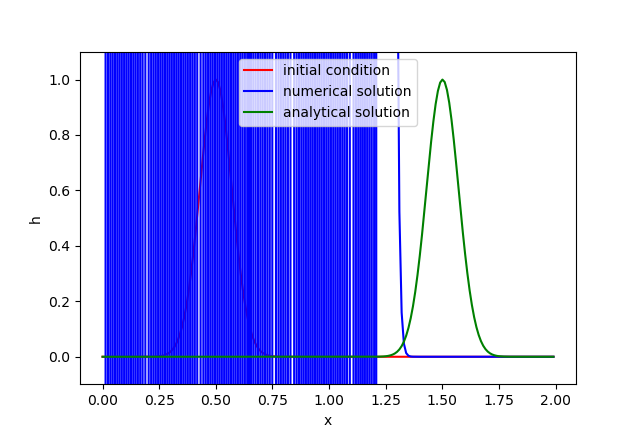 initial condition
numerical solution
analytical solution
1.0
0.8
0.6
0.4
0.2
0.0
h
0.00 0.25 0.50 0.75 1.00 1.25 1.50 1.75 2.00
x